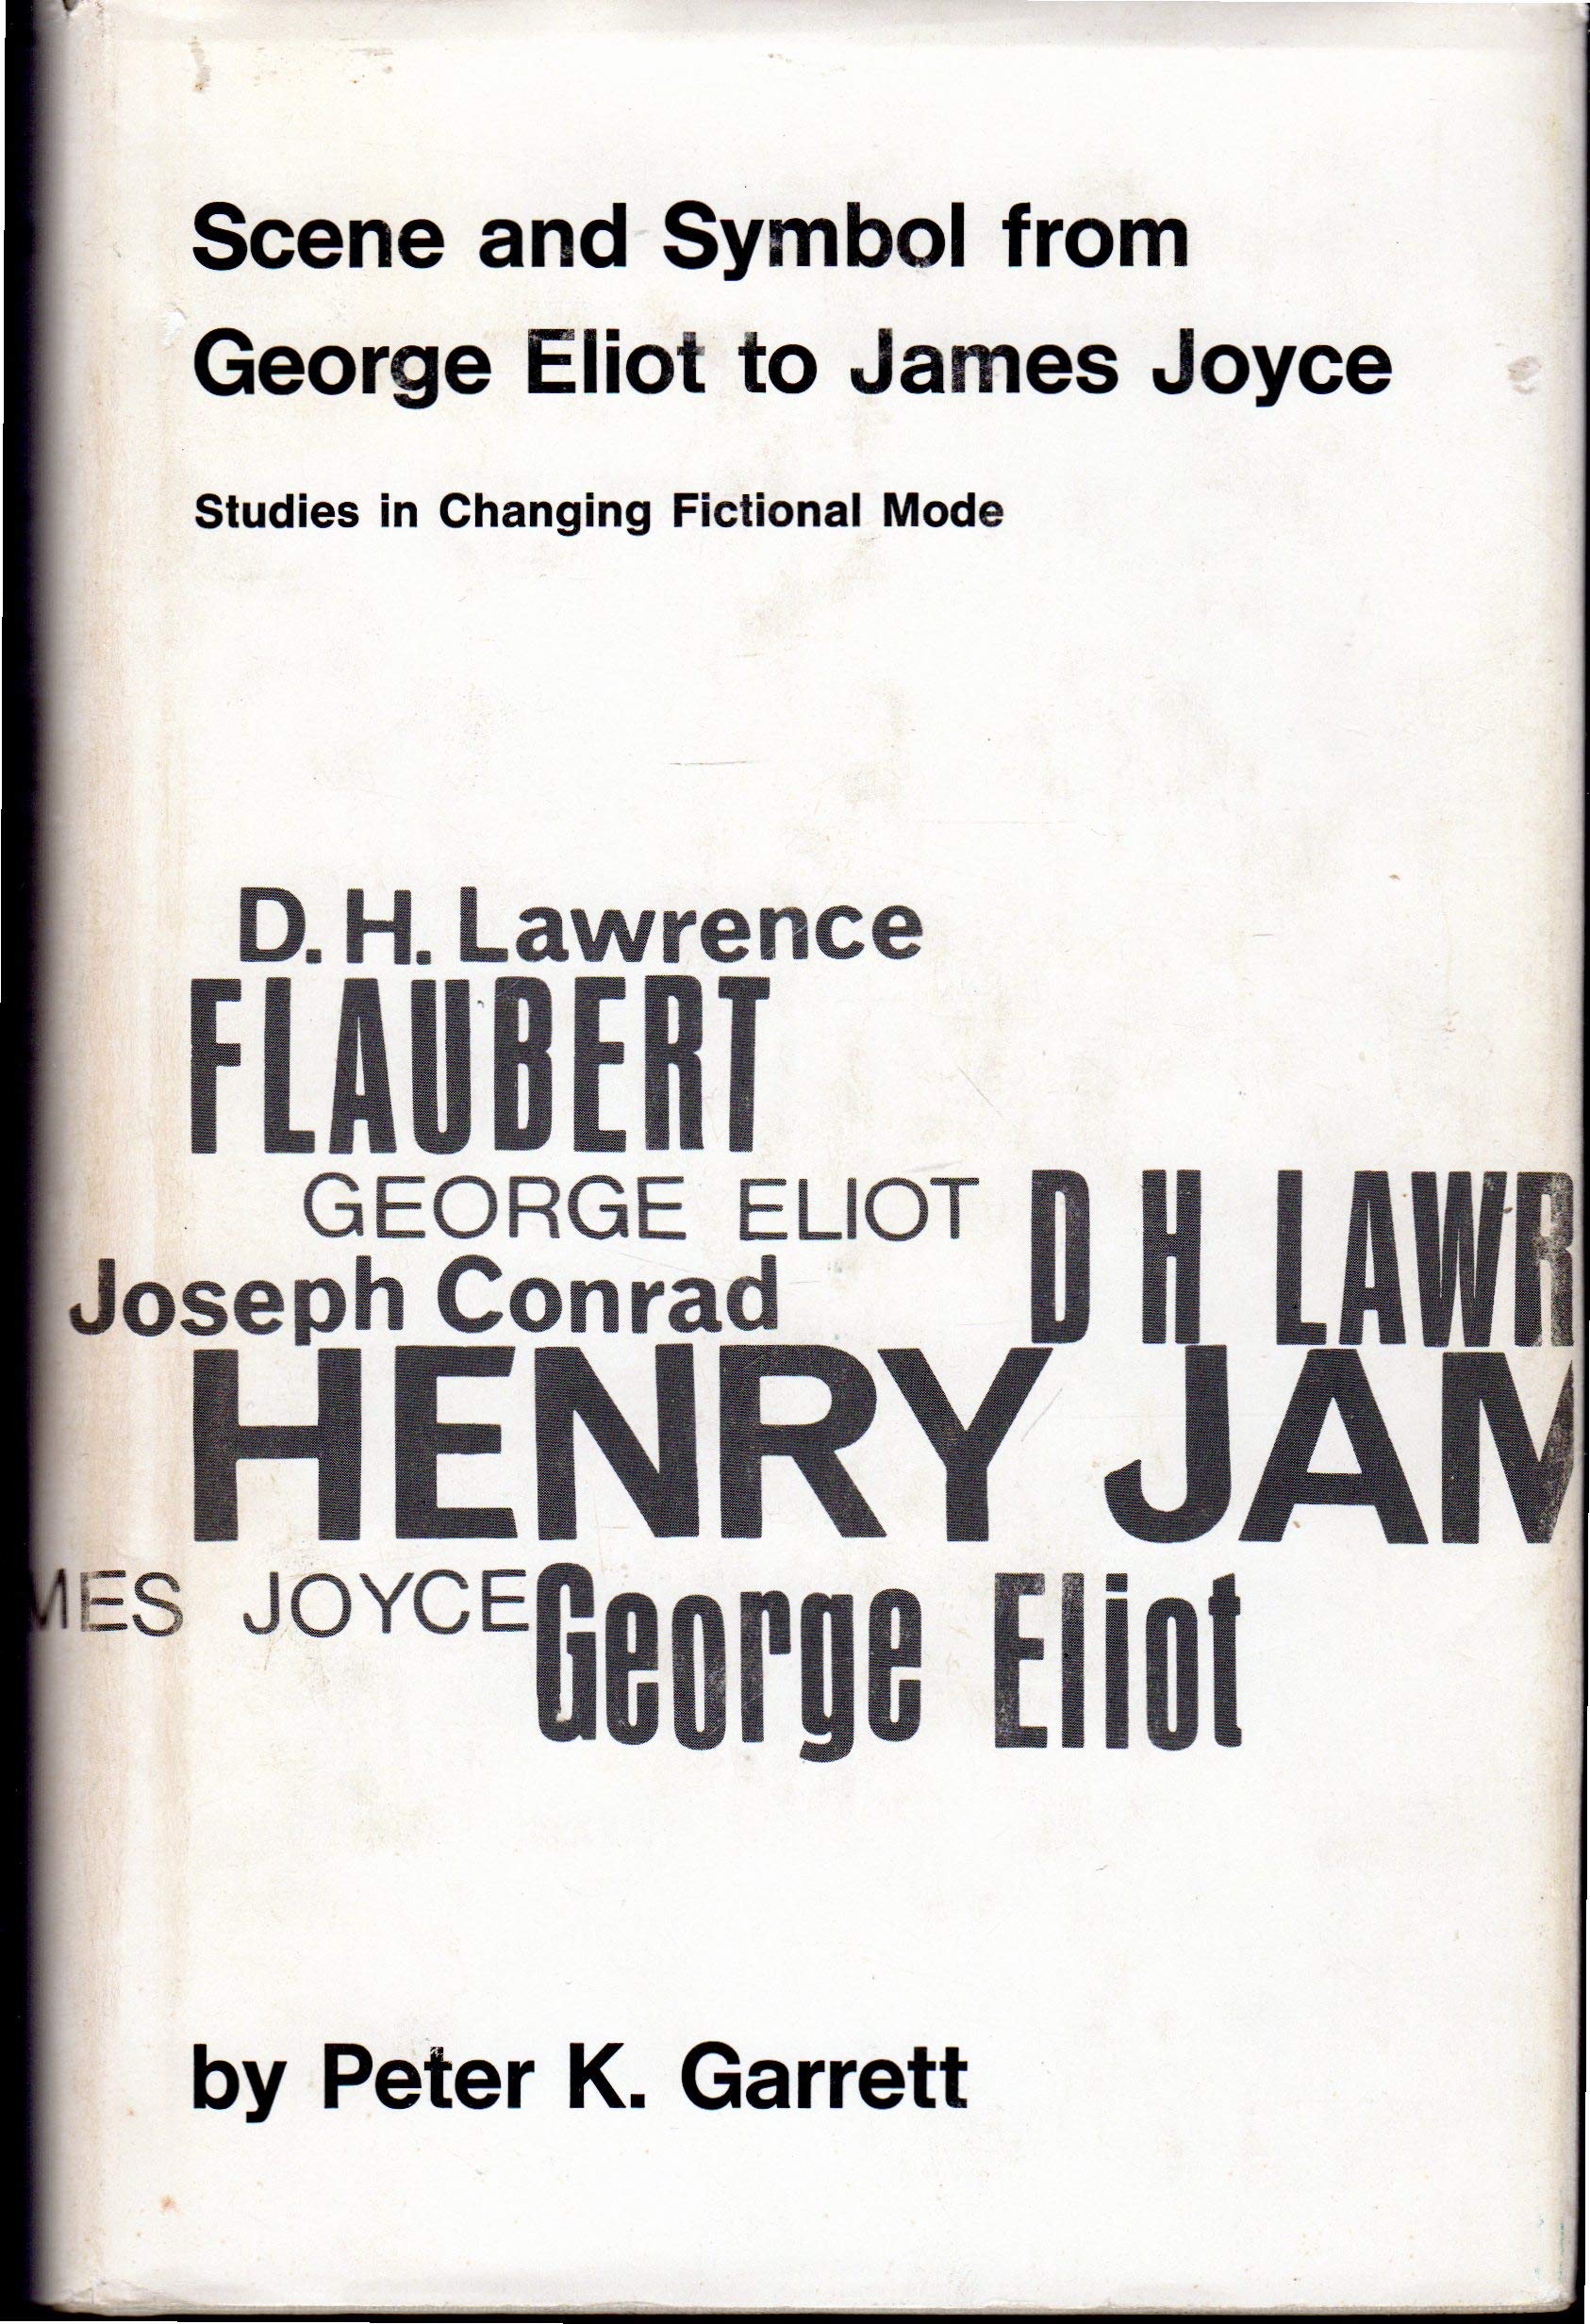 Scene and Symbol from
George Eliot to James Joyce
Studies in Changing Fictional Mode
D. H. Lawrence
FLAUBERT
GEORGE ELIOT
D H LAWR
Joseph Conrad
HENRY JAM
MES JOYCE
George Eliot
by Peter K. Garrett